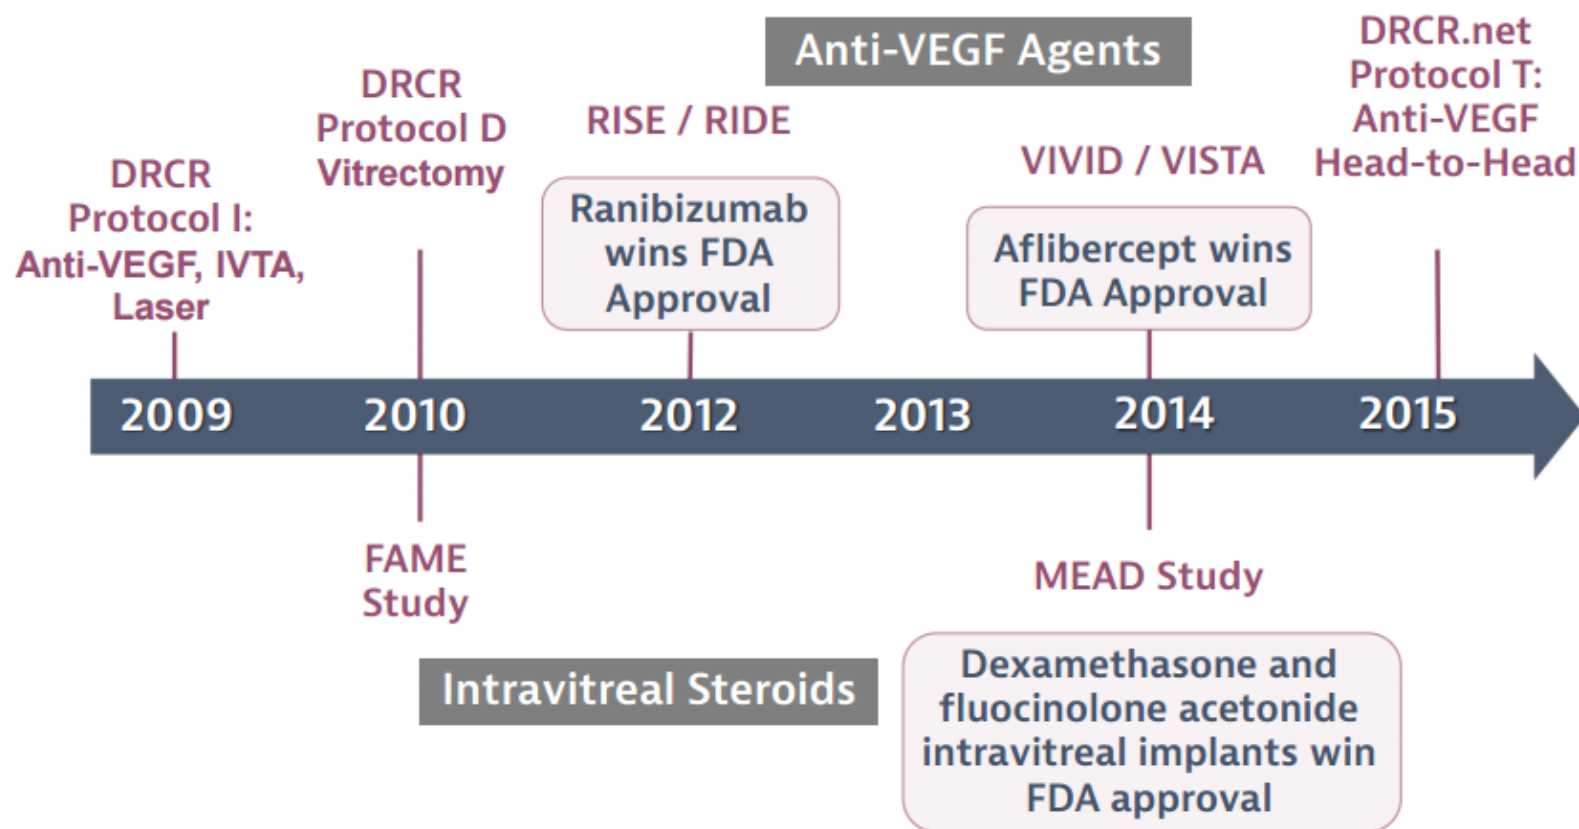 Anti-VEGF Agents
DRCR
Protocol I:
Anti-VEGF, IVTA,
Laser
DRCR
Protocol D
Vitrectomy
RISE / RIDE
Ranibizumab
wins FDA
Approval
VIVID / VISTA
Aflibercept wins
FDA Approval
DRCR.net
Protocol T:
Anti-VEGF
Head-to-Head
2009
2010
2012
2013
2014
2015
FAME
Study
MEAD Study
Intravitreal Steroids
Dexamethasone and
fluocinolone acetonide
intravitreal implants win
FDA approval